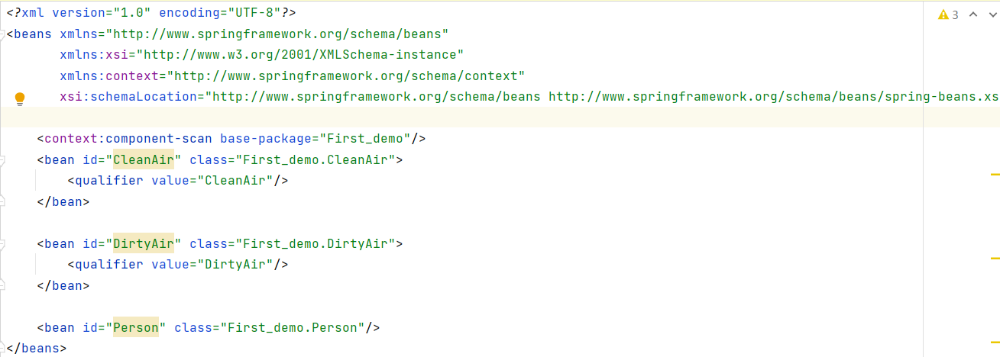 <?xml version="1.0" encoding="UTF-8"?>
3
<beans xmlns="http://www.springframework.org/schema/beans"
xmlns:xsi="http://www.w3.org/2001/XMLSchema-instance"
xmlns:context="http://www.springframework.org/schema/context"
xsi:schemaLocation="http://www.springframework.org/schema/beans http://www.springframework.org/schema/beans/spring-beans.xs
<context:component-scan base-package="First_demo"/>
<bean id="CleanAir" class="First_demo.CleanAir">
<qualifier value="CleanAir"/>
</bean>
<bean id="DirtyAir" class="First_demo.DirtyAir">
<qualifier value="DirtyAir"/>
</bean>
<bean id="Person" class="First_demo.Person"/>
</beans>